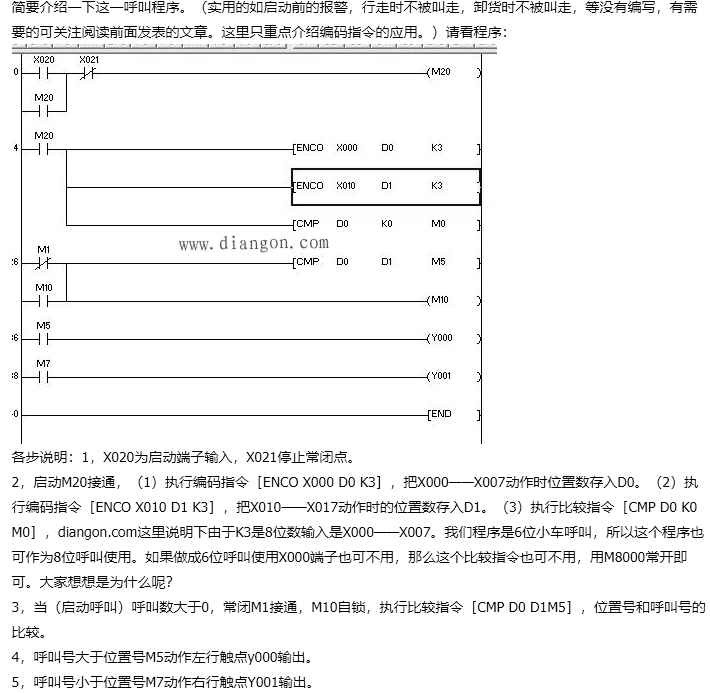 简要介绍一下这一呼叫程序。（实用的如启动前的报警，行走时不被叫走，卸货时不被叫走，等没有编写，有需
要的可关注阅读前面发表的文章。这里只重点介绍编码指令的应用。）请看程序：
X020 X021
0 (M20 )
M20
M20
4 [ENCO X000 D0 K3 ]
[ENCO X010 D1 K3 ]
[CMP D0 K0 M0 ]
www.diangon.com
M1
6 [CMP D0 D1 M5 ]
M10
(M10 )
M5
6 (Y000 )
M7
8 (Y001 )
0 [END ]
各步说明：1，X020为启动端子输入，X021停止常闭点。
2，启动M20接通，（1）执行编码指令［ENCO X000 D0 K3］，把X000——X007动作时位置数存入D0。（2）执
行编码指令［ENCO X010 D1 K3］，把X010——X017动作时的位置数存入D1。（3）执行比较指令［CMP D0 K0
M0］，diangon.com这里说明下由于K3是8位数输入是X000——X007。我们程序是6位小车呼叫，所以这个程序也
可作为8位呼叫使用。如果做成6位呼叫使用X000端子也可不用，那么这个比较指令也可不用，用M8000常开即
可。大家想想是为什么呢？
3，当（启动呼叫）呼叫数大于0，常闭M1接通，M10自锁，执行比较指令［CMP D0 D1M5］，位置号和呼叫号的
比较。
4，呼叫号大于位置号M5动作左行触点y000输出。
5，呼叫号小于位置号M7动作右行触点Y001输出。